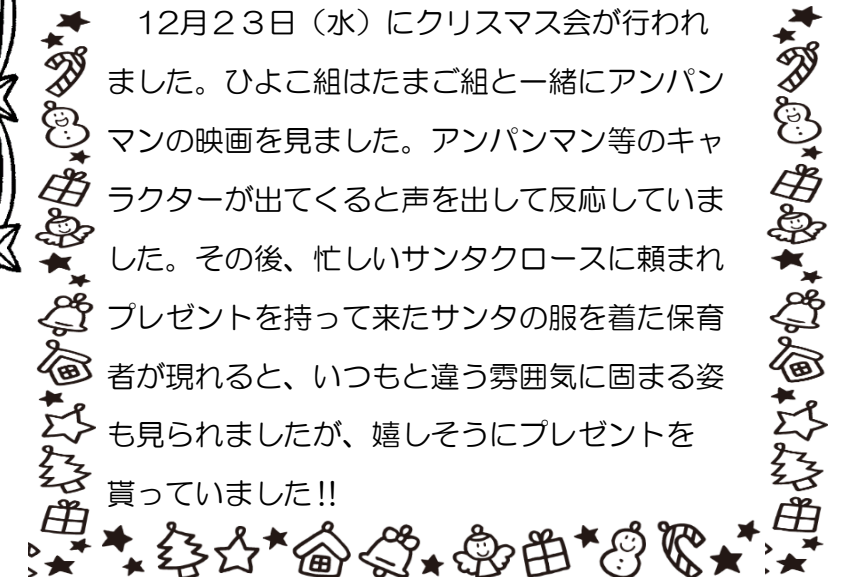 12月２３日（水）にクリスマス会が行われ
ました。ひよこ組はたまご組と一緒にアンパン
マンの映画を見ました。アンパンマン等のキャ
ラクターが出てくると声を出して反応していま
した。その後、忙しいサンタクロースに頼まれ
プレゼントを持って来たサンタの服を着た保育
者が現れると、いつもと違う雰囲気に固まる姿
も見られましたが、嬉しそうにプレゼントを
貰っていました!!